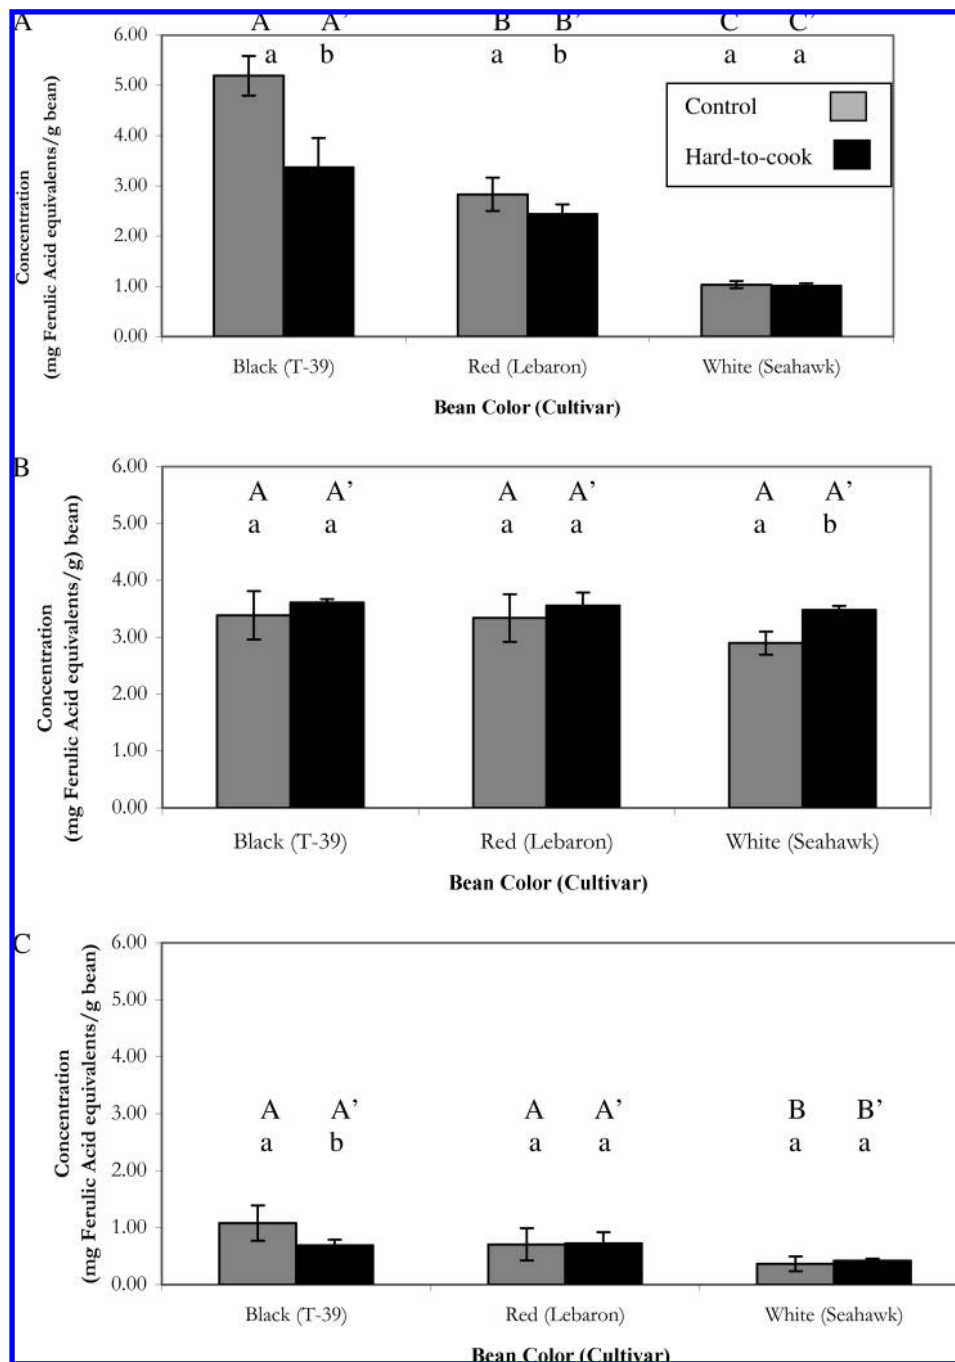 A
A A’ B B’ C C’
a b a b a a
6.00
5.00
4.00
3.00
2.00
1.00
0.00
Concentration
(mg Ferulic Acid equivalents/g bean)
Control
Hard-to-cook
Black (T-39) Red (Lebaron) White (Seahawk)
Bean Color (Cultivar)
B
A A’ A A’ A A’
a a a a a b
6.00
5.00
4.00
3.00
2.00
1.00
0.00
Concentration
(mg Ferulic Acid equivalents/g) bean)
Black (T-39) Red (Lebaron) White (Seahawk)
Bean Color (Cultivar)
C
6.00
5.00
4.00
3.00
2.00
1.00
0.00
Concentration
(mg Ferulic Acid equivalents/g bean)
A A’ A A’ B B’
a b a a a a
Black (T-39) Red (Lebaron) White (Seahawk)
Bean Color (Cultivar)